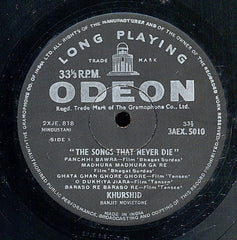 LONG PLAYING
TRADE MARK
33⅓ R.P.M.
ODEON
Regd. Trade Mark of The Gramophone Co., Ltd.
2XJE. 818
HINDUSTANI
SIDE 1
33⅓
3AEX. 5010
"THE SONGS THAT NEVER DIE"
PANCHHI BAWRA—Film "Bhagat Surdas"
MADHURA MADHURA GA'RE
Film "Bhagat Surdas"
GHATA GHAN GHORE GHORE—Film "Tansen"
O DUKHIYA JIARA—Film "Tansen"
BARASO RE BARASO RE—Film "Tansen"
KHURSHID
RANJIT MOVIETONE
MADE IN INDIA